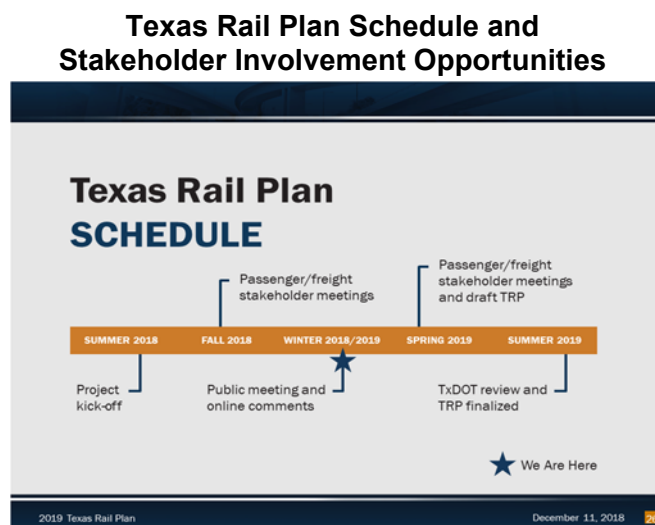 Texas Rail Plan Schedule and
Stakeholder Involvement Opportunities
Texas Rail Plan
SCHEDULE
Passenger/freight
stakeholder meetings
Passenger/freight
stakeholder meetings
and draft TRP
SUMMER 2018
FALL 2018
WINTER 2018/2019
SPRING 2019
SUMMER 2019
Project
kick-off
Public meeting and
online comments
TxDOT review and
TRP finalized
We Are Here
2019 Texas Rail Plan
December 11, 2018